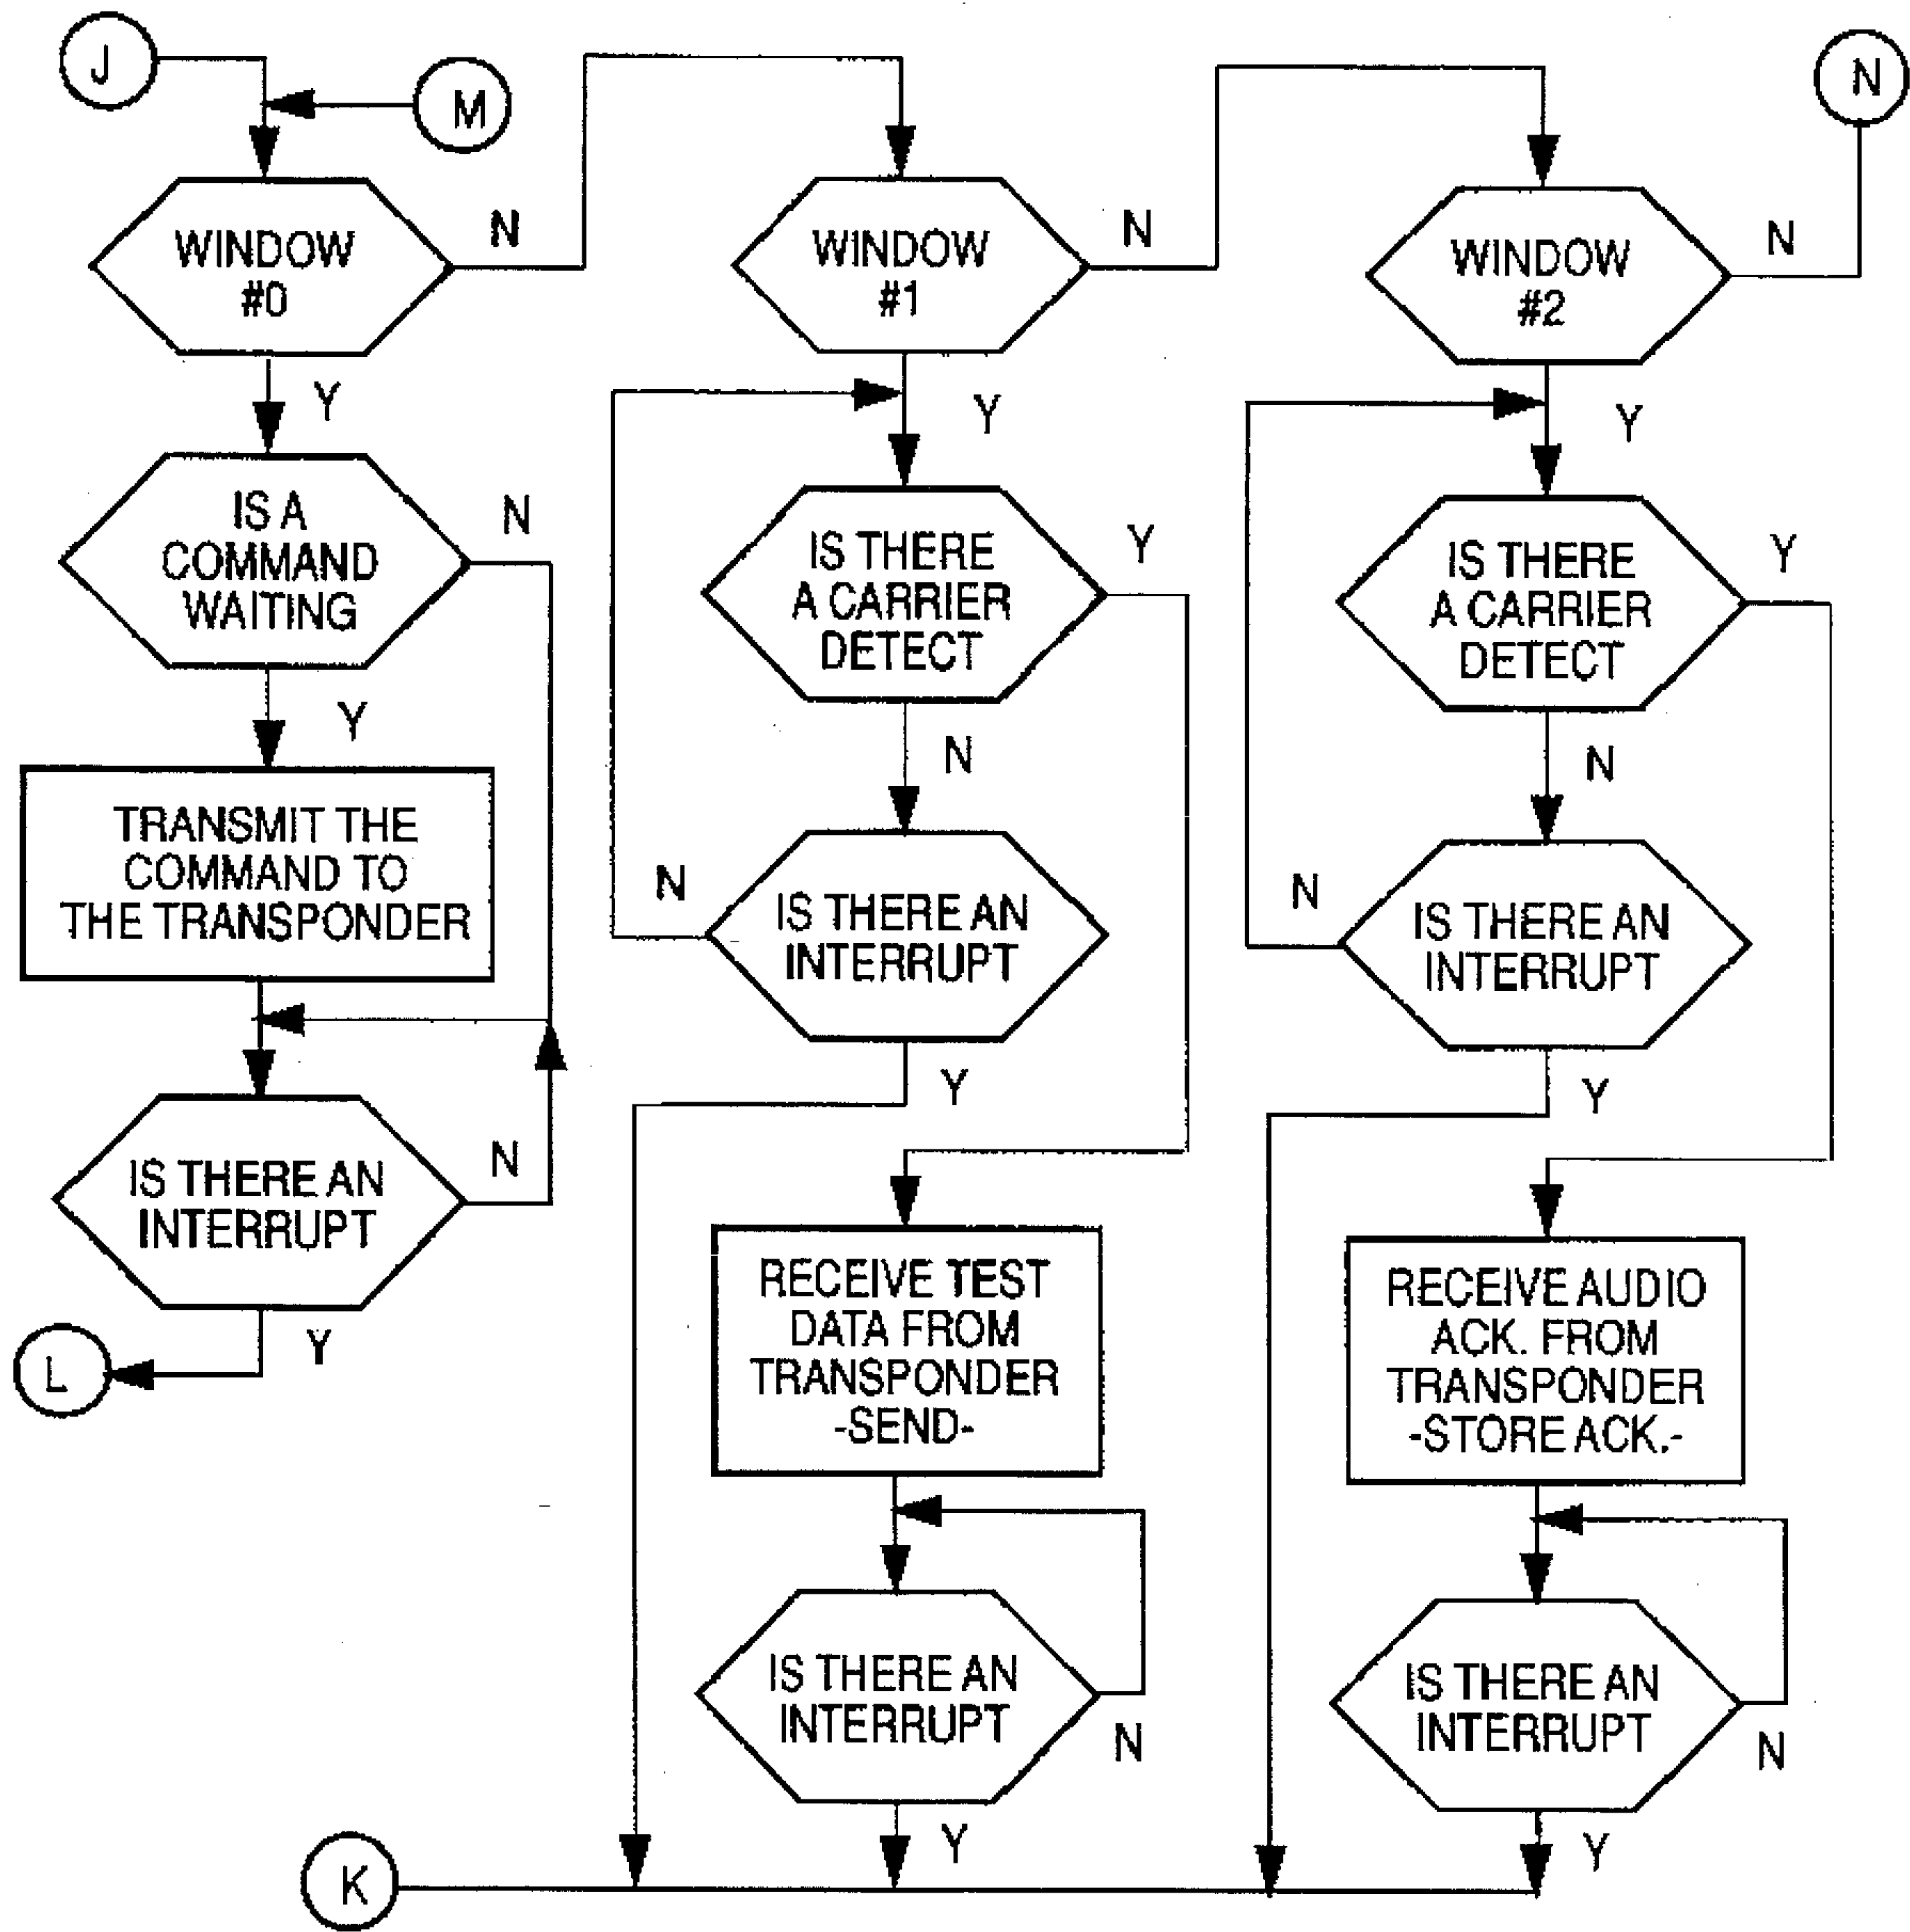 J
M
N
WINDOW
#0
N
WINDOW
#1
N
WINDOW
#2
N
Y
IS A
COMMAND
WAITING
N
Y
TRANSMIT THE
COMMAND TO
THE TRANSPONDER
IS THERE AN
INTERRUPT
N
Y
L
Y
IS THERE
A CARRIER
DETECT
Y
N
IS THERE AN
INTERRUPT
N
Y
RECEIVE TEST
DATA FROM
TRANSPONDER
-SEND-
IS THERE AN
INTERRUPT
N
Y
Y
IS THERE
A CARRIER
DETECT
Y
N
IS THERE AN
INTERRUPT
N
Y
RECEIVE AUDIO
ACK. FROM
TRANSPONDER
-STORE ACK.-
IS THERE AN
INTERRUPT
N
Y
K